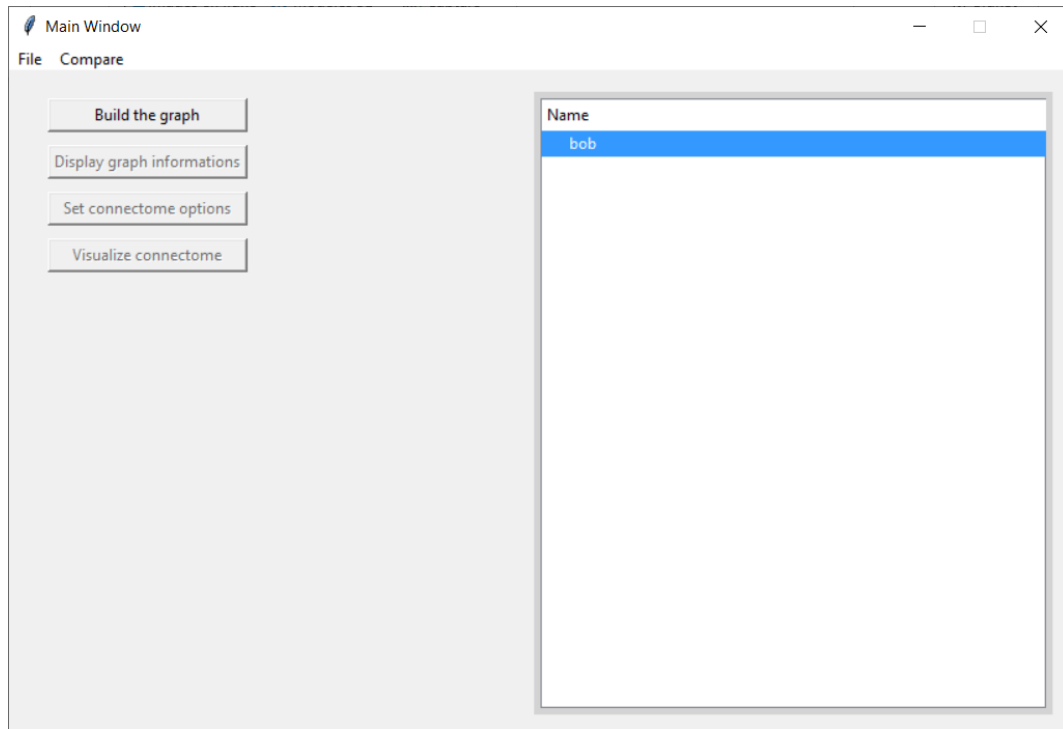 Main Window
File Compare
Build the graph
Display graph informations
Set connectome options
Visualize connectome
Name
bob